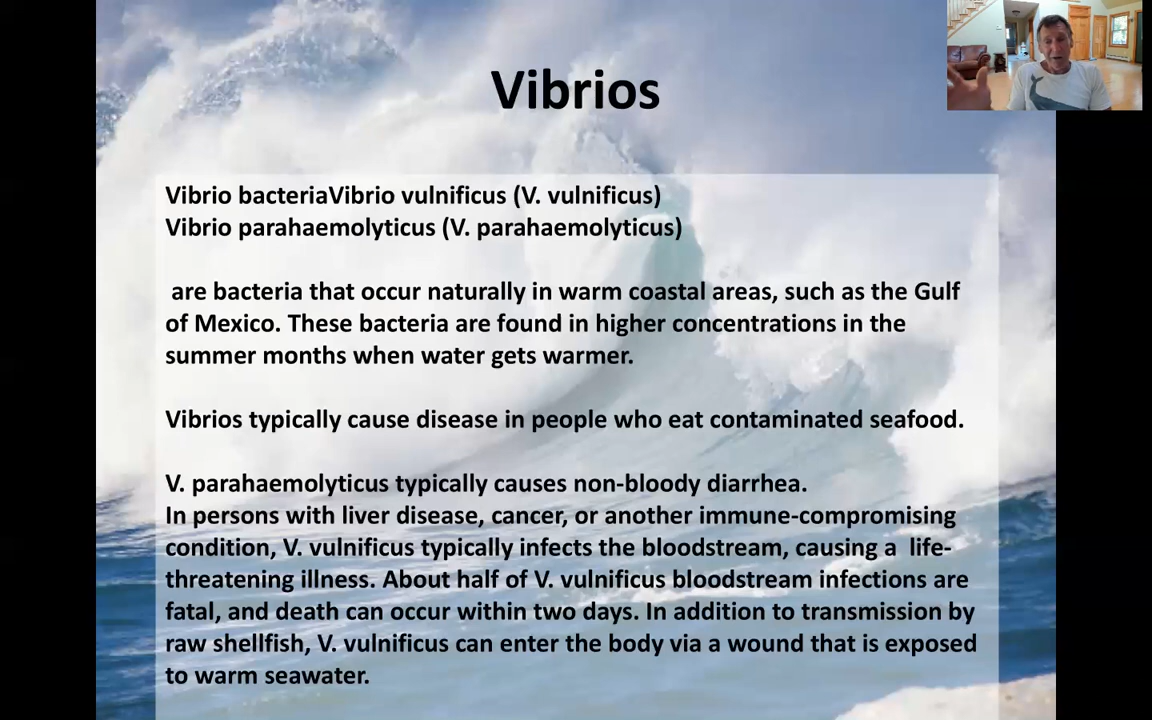 Vibrios
Vibrio bacteriaVibrio vulnificus (V. vulnificus)
Vibrio parahaemolyticus (V. parahaemolyticus)
are bacteria that occur naturally in warm coastal areas, such as the Gulf
of Mexico. These bacteria are found in higher concentrations in the
summer months when water gets warmer.
Vibrios typically cause disease in people who eat contaminated seafood.
V. parahaemolyticus typically causes non-bloody diarrhea.
In persons with liver disease, cancer, or another immune-compromising
condition, V. vulnificus typically infects the bloodstream, causing a  life-
threatening illness. About half of V. vulnificus bloodstream infections are
fatal, and death can occur within two days. In addition to transmission by
raw shellfish, V. vulnificus can enter the body via a wound that is exposed
to warm seawater.